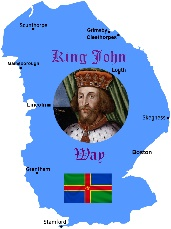 Scunthorpe
Grimsby
Cleethorpes
King John
Gainsborough
Louth
Lincoln
Skegness
Way
Boston
Grantham
Stamford